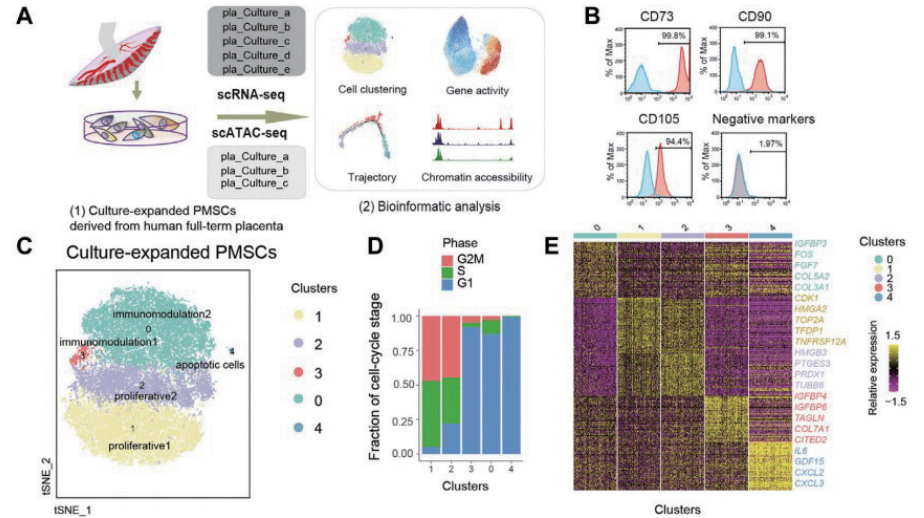 A
pla_Culture_a
pla_Culture_b
pla_Culture_c
pla_Culture_d
pla_Culture_e
scRNA-seq
scATAC-seq
pla_Culture_a
pla_Culture_b
pla_Culture_c
(1) Culture-expanded PMSCs
derived from human full-term placenta
Cell clustering
Gene activity
Trajectory
Chromatin accessibility
(2) Bioinformatic analysis
B
CD73
99.8%
CD90
99.1%
CD105
94.4%
Negative markers
1.97%
% of Max
% of Max
% of Max
% of Max
C
Culture-expanded PMSCs
immunomodulation2
0
immunomodulation1
3
4
apoptotic cells
2
proliferative2
1
proliferative1
tSNE_2
tSNE_1
Clusters
1
2
3
0
4
D
Phase
G2M
S
G1
Fraction of cell-cycle stage
1.00
0.75
0.50
0.25
0.00
1 2 3 0 4
Clusters
E
0 1 2 3 4
IGFBP3
FOS
FGF7
COL5A2
COL3A1
CDK1
HMGA2
TOP2A
TFDP1
TNFRSF12A
HMGB3
PTGES3
PRDX1
TUBB6
IGFBP4
IGFBP6
TAGLN
COL7A1
CITED2
IL6
GDF15
CXCL2
CXCL3
Clusters
Clusters
0
1
2
3
4
Relative expression
1.5
−1.5